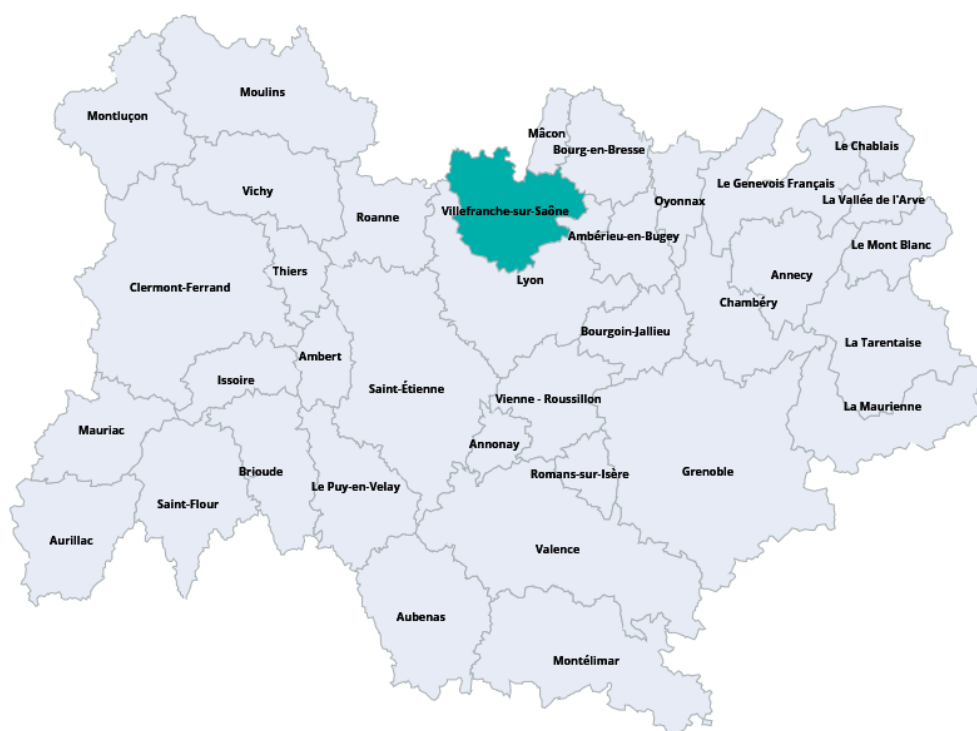 Moulins
Montluçon
Mâcon
Bourg-en-Bresse
Le Chablais
Le Genevois Français
Vichy
La Vallée de l'Arve
Oyonnax
Villefranche-sur-Saône
Roanne
Ambérieu-en-Bugey
Le Mont Blanc
Thiers
Annecy
Lyon
Clermont-Ferrand
Chambéry
Bourgoin-Jallieu
La Tarentaise
Ambert
Issoire
Saint-Étienne
Vienne - Roussillon
La Maurienne
Mauriac
Annonay
Brioude
Grenoble
Romans-sur-Isère
Le Puy-en-Velay
Saint-Flour
Aurillac
Valence
Aubenas
Montélimar